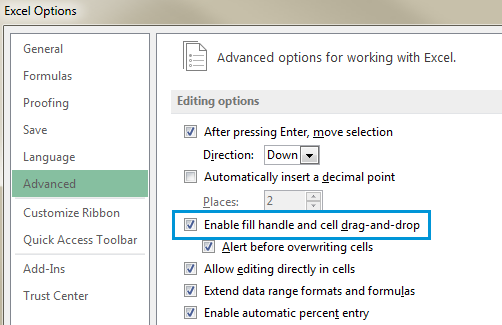 Excel Options
General
Formulas
Proofing
Save
Language
Advanced
Customize Ribbon
Quick Access Toolbar
Add-Ins
Trust Center
Advanced options for working with Excel.
Editing options
After pressing Enter, move selection
Direction: Down
Automatically insert a decimal point
Places: 2
Enable fill handle and cell drag-and-drop
Alert before overwriting cells
Allow editing directly in cells
Extend data range formats and formulas
Enable automatic percent entry